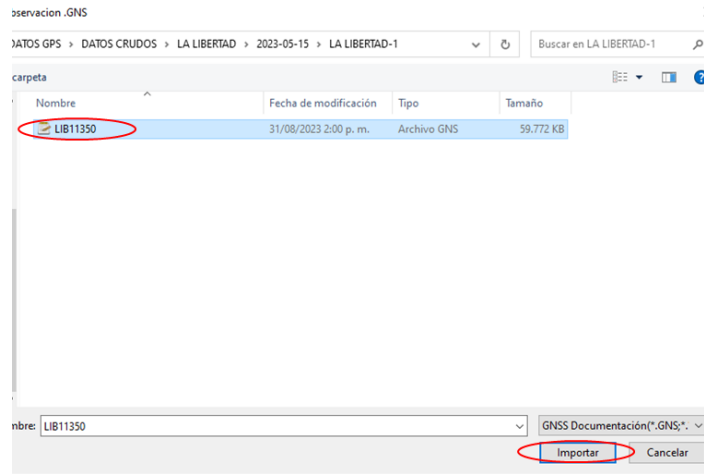 oservacion .GNS
DATOS GPS > DATOS CRUDOS > LA LIBERTAD > 2023-05-15 > LA LIBERTAD-1
Buscar en LA LIBERTAD-1
carpeta
Nombre Fecha de modificación Tipo Tamaño
LIB11350 31/08/2023 2:00 p. m. Archivo GNS 59.772 KB
mbre: LIB11350 GNSS Documentación(*.GNS;*.
Importar Cancelar